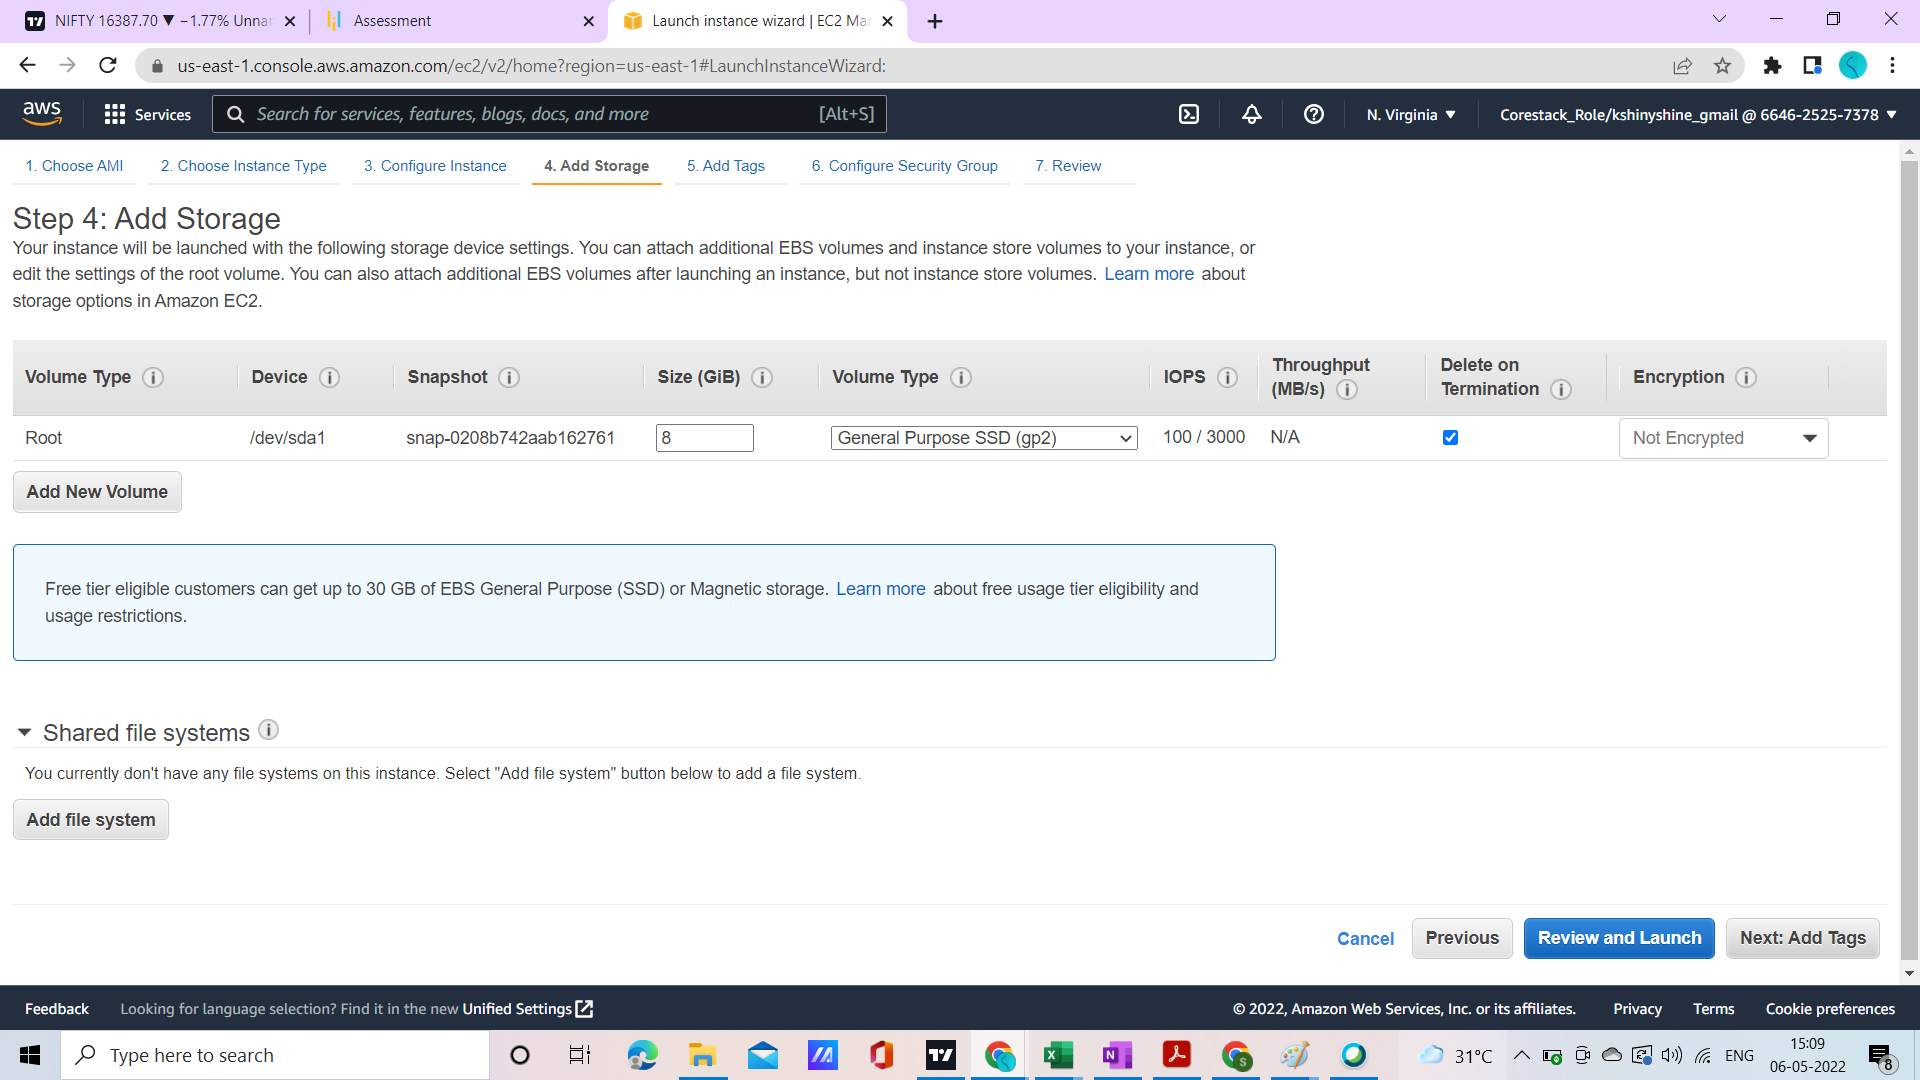 NIFTY 16387.70 ▼ −1.77% Unnar
Assessment
Launch instance wizard | EC2 Mar
us-east-1.console.aws.amazon.com/ec2/v2/home?region=us-east-1#LaunchInstanceWizard:
aws
Services
Search for services, features, blogs, docs, and more
[Alt+S]
N. Virginia ▼
Corestack_Role/kshinyshine_gmail @ 6646-2525-7378 ▼
1. Choose AMI
2. Choose Instance Type
3. Configure Instance
4. Add Storage
5. Add Tags
6. Configure Security Group
7. Review
Step 4: Add Storage
Your instance will be launched with the following storage device settings. You can attach additional EBS volumes and instance store volumes to your instance, or
edit the settings of the root volume. You can also attach additional EBS volumes after launching an instance, but not instance store volumes. Learn more about
storage options in Amazon EC2.
Volume Type
Device
Snapshot
Size (GiB)
Volume Type
IOPS
Throughput
(MB/s)
Delete on
Termination
Encryption
Root
/dev/sda1
snap-0208b742aab162761
8
General Purpose SSD (gp2)
100 / 3000
N/A
Not Encrypted
Add New Volume
Free tier eligible customers can get up to 30 GB of EBS General Purpose (SSD) or Magnetic storage. Learn more about free usage tier eligibility and
usage restrictions.
Shared file systems
You currently don't have any file systems on this instance. Select "Add file system" button below to add a file system.
Add file system
Cancel
Previous
Review and Launch
Next: Add Tags
Feedback
Looking for language selection? Find it in the new Unified Settings
© 2022, Amazon Web Services, Inc. or its affiliates.
Privacy
Terms
Cookie preferences
Type here to search
31°C
ENG
15:09
06-05-2022
8